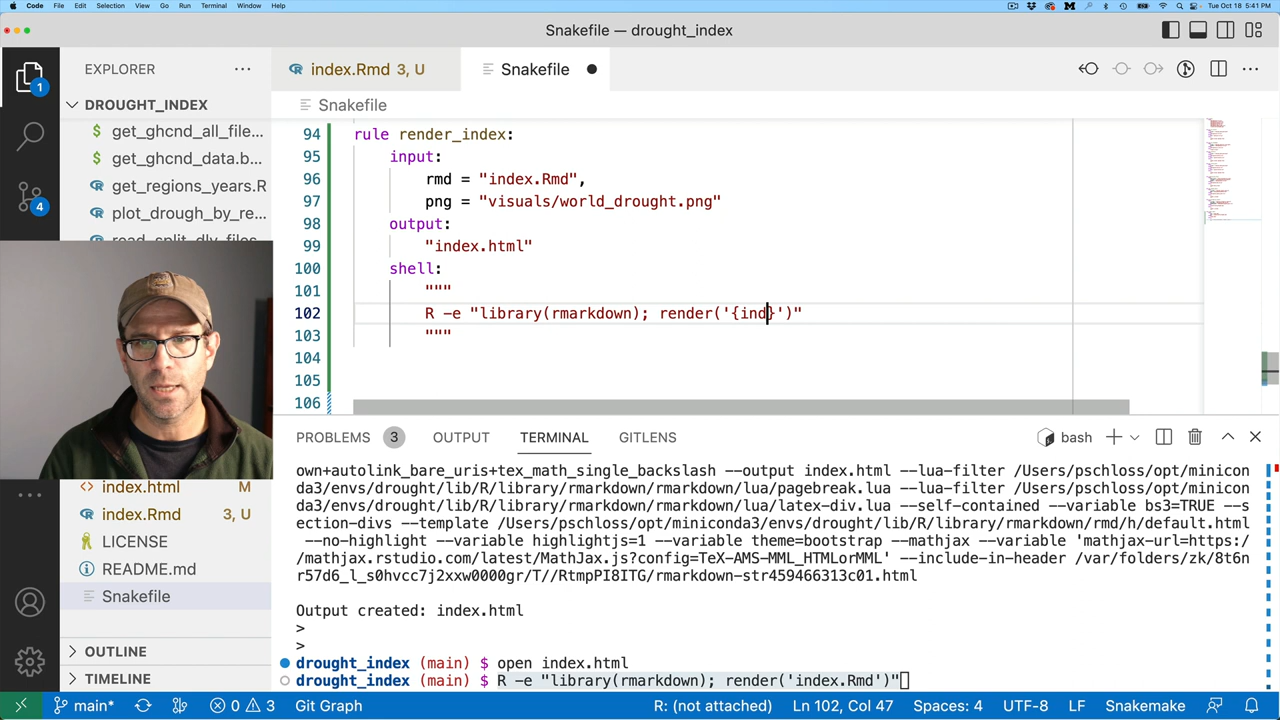 Code File Edit Selection View Go Run Terminal Window Help
Tue Oct 18 5:41 PM
Snakefile — drought_index
EXPLORER
index.Rmd 3, U
Snakefile
1
DROUGHT_INDEX
Snakefile
get_ghcnd_all_file...
get_ghcnd_data.b...
get_regions_years.R
plot_drough_by_re...
read_split_dly_files
4
94 rule render_index:
95 input:
96 rmd = "index.Rmd",
97 png = "visuals/world_drought.png"
98 output:
99 "index.html"
100 shell:
101 """
102 R -e "library(rmarkdown); render('{ind}')"
103 """
104
105
106
index.html M
index.Rmd 3, U
LICENSE
README.md
Snakefile
OUTLINE
TIMELINE
PROBLEMS 3 OUTPUT TERMINAL GITLENS
bash
own+autolink_bare_uris+tex_math_single_backslash --output index.html --lua-filter /Users/pschloss/opt/minico
nda3/envs/drought/lib/R/library/rmarkdown/rmarkdown/lua/pagebreak.lua --lua-filter /Users/pschloss/opt/minico
nda3/envs/drought/lib/R/library/rmarkdown/rmarkdown/lua/latex-div.lua --self-contained --variable bs3=TRUE --s
ection-divs --template /Users/pschloss/opt/miniconda3/envs/drought/lib/R/library/rmarkdown/rmd/h/default.html
--no-highlight --variable highlightjs=1 --variable theme=bootstrap --mathjax --variable 'mathjax-url=https:/
/mathjax.rstudio.com/latest/MathJax.js?config=TeX-AMS-MML_HTMLorMML' --include-in-header /var/folders/zk/8t6n
r57d6_l_s0hvcc7j2xxw0000gr/T//RtmpPI8ITG/rmarkdown-str459466313c01.html
Output created: index.html
>
>
drought_index (main) $ open index.html
drought_index (main) $ R -e "library(rmarkdown); render('index.Rmd')"
main* 0 3 Git Graph
R: (not attached) Ln 102, Col 47 Spaces: 4 UTF-8 LF Snakemake